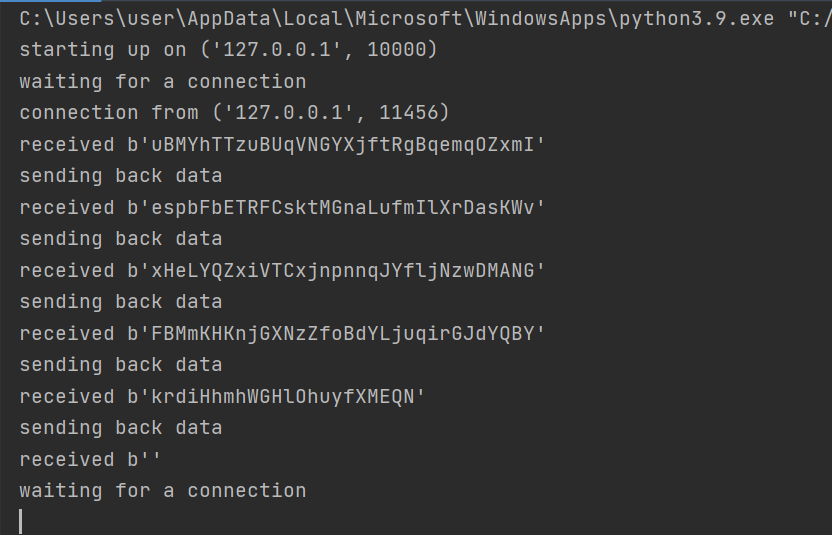 C:\Users\user\AppData\Local\Microsoft\WindowsApps\python3.9.exe "C:/
starting up on ('127.0.0.1', 10000)
waiting for a connection
connection from ('127.0.0.1', 11456)
received b'uBMYhTTzuBUqVNGYXjftRgBqemqOZxmI'
sending back data
received b'espbFbETRFCsktMGnaLufmIlXrDasKWv'
sending back data
received b'xHeLYQZxiVTCxjnpnnqJYfljNzwDMANG'
sending back data
received b'FBMmKHKnjGXNzZfoBdYLjuqirGJdYQBY'
sending back data
received b'krdiHhmhWGHlOhuyfXMEQN'
sending back data
received b''
waiting for a connection